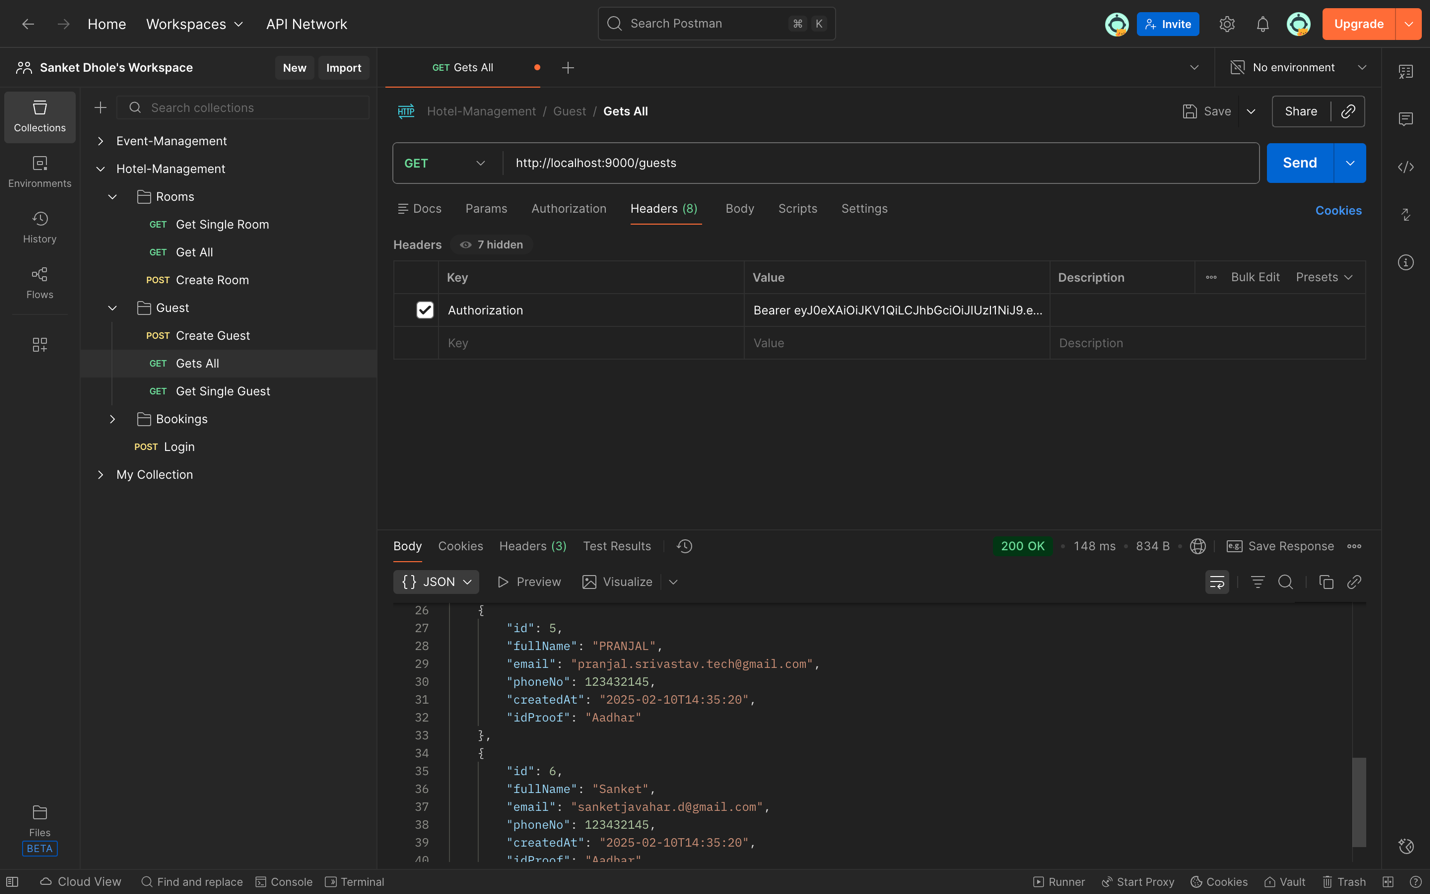 Home
Workspaces
API Network
Search Postman
⌘ K
Invite
Upgrade
Sanket Dhole's Workspace
New
Import
GET Gets All
No environment
Collections
Environments
History
Flows
Files
BETA
Search collections
Event-Management
Hotel-Management
Rooms
GET Get Single Room
GET Get All
POST Create Room
Guest
POST Create Guest
GET Gets All
GET Get Single Guest
Bookings
POST Login
My Collection
HTTP
Hotel-Management / Guest / Gets All
Save
Share
GET
http://localhost:9000/guests
Send
Docs
Params
Authorization
Headers (8)
Body
Scripts
Settings
Cookies
Headers
7 hidden
Key
Value
Description
Bulk Edit
Presets
Authorization
Bearer eyJ0eXAiOiJKV1QiLCJhbGciOiJIUzI1NiJ9.e...
Key
Value
Description
Body
Cookies
Headers (3)
Test Results
200 OK
148 ms
834 B
e.g.
Save Response
{} JSON
Preview
Visualize
26 {
27 "id": 5,
28 "fullName": "PRANJAL",
29 "email": "pranjal.srivastav.tech@gmail.com",
30 "phoneNo": 123432145,
31 "createdAt": "2025-02-10T14:35:20",
32 "idProof": "Aadhar"
33 },
34 {
35 "id": 6,
36 "fullName": "Sanket",
37 "email": "sanketjavahar.d@gmail.com",
38 "phoneNo": 123432145,
39 "createdAt": "2025-02-10T14:35:20",
40 "idProof": "Aadhar"
Cloud View
Find and replace
Console
Terminal
Runner
Start Proxy
Cookies
Vault
Trash